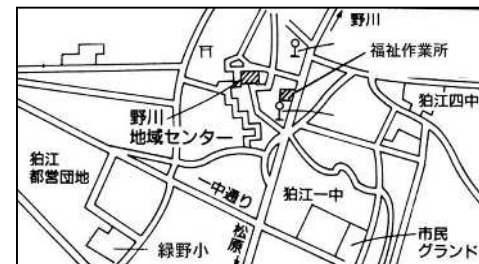 野川
福祉作業所
狛江四中
野川
地域センター
狛江
都営団地
一中通り
狛江一中
松原
緑野小
市民
グランド